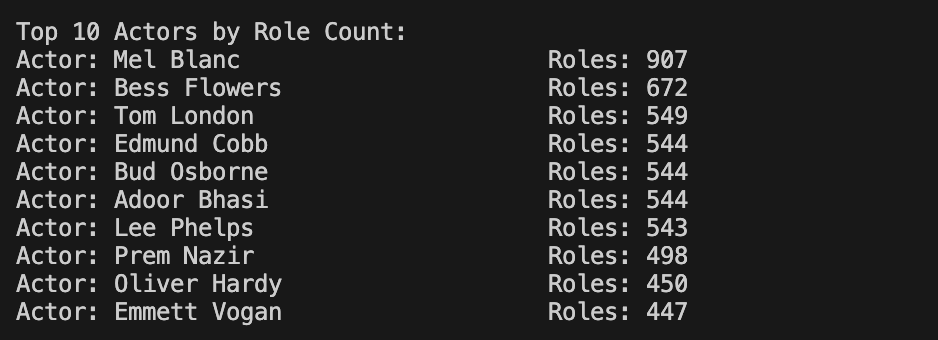 Top 10 Actors by Role Count:
Actor: Mel Blanc Roles: 907
Actor: Bess Flowers Roles: 672
Actor: Tom London Roles: 549
Actor: Edmund Cobb Roles: 544
Actor: Bud Osborne Roles: 544
Actor: Adoor Bhasi Roles: 544
Actor: Lee Phelps Roles: 543
Actor: Prem Nazir Roles: 498
Actor: Oliver Hardy Roles: 450
Actor: Emmett Vogan Roles: 447